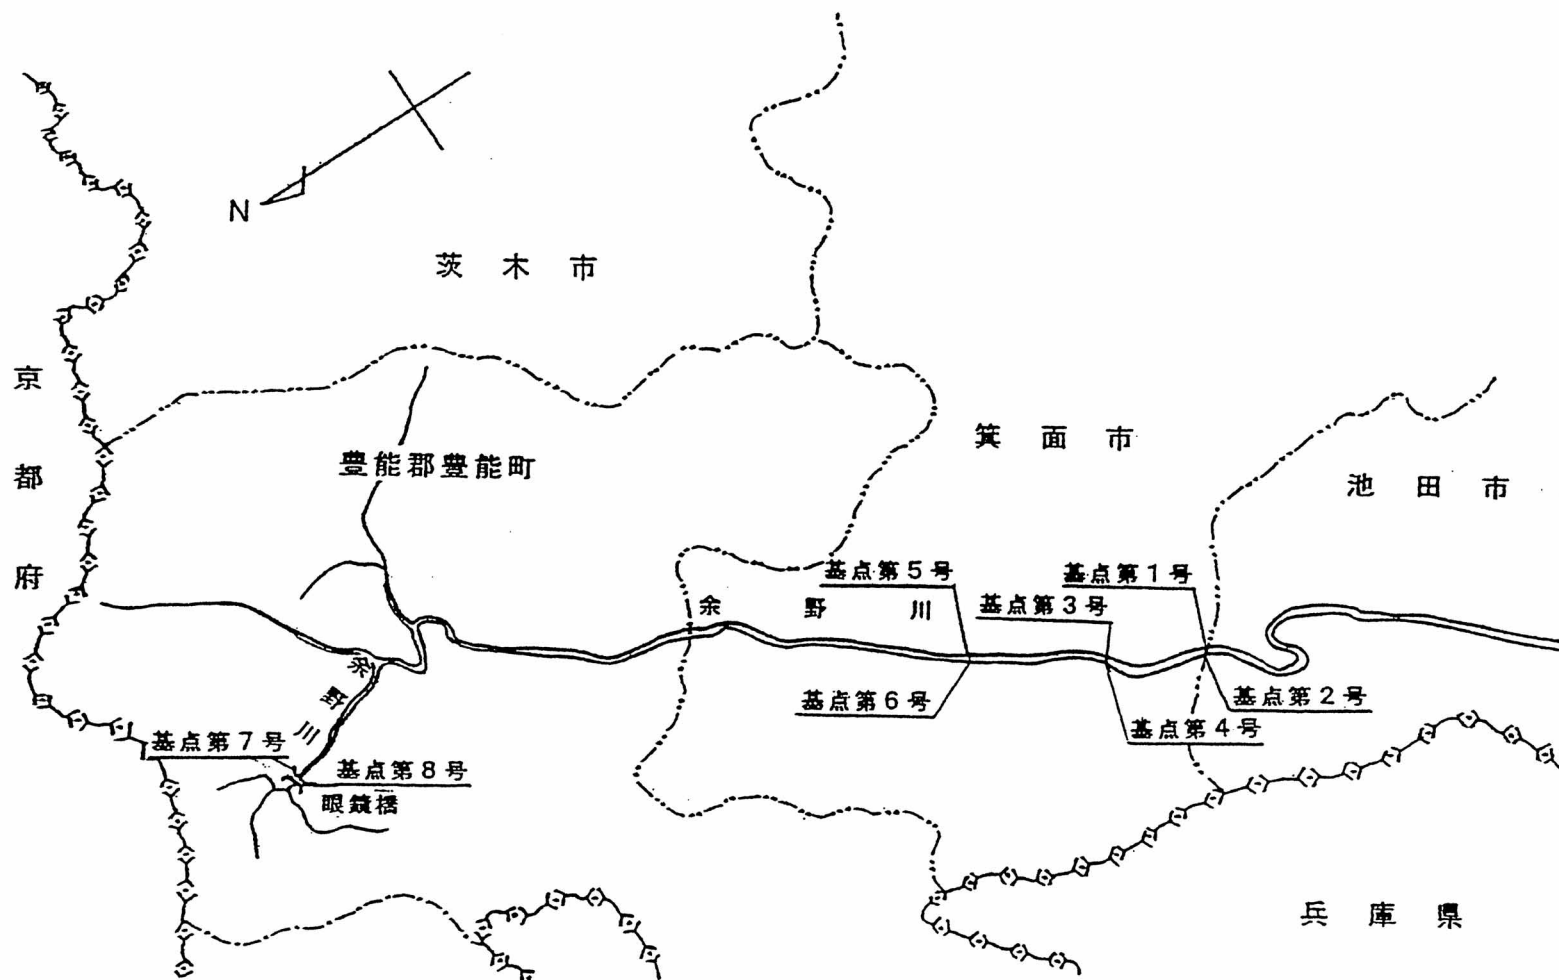 N
茨木市
京都府
豊能郡豊能町
箕面市
池田市
基点第5号
基点第1号
余野川
基点第3号
基点第6号
基点第2号
基点第4号
余野川
基点第7号
基点第8号
眼鏡橋
兵庫県